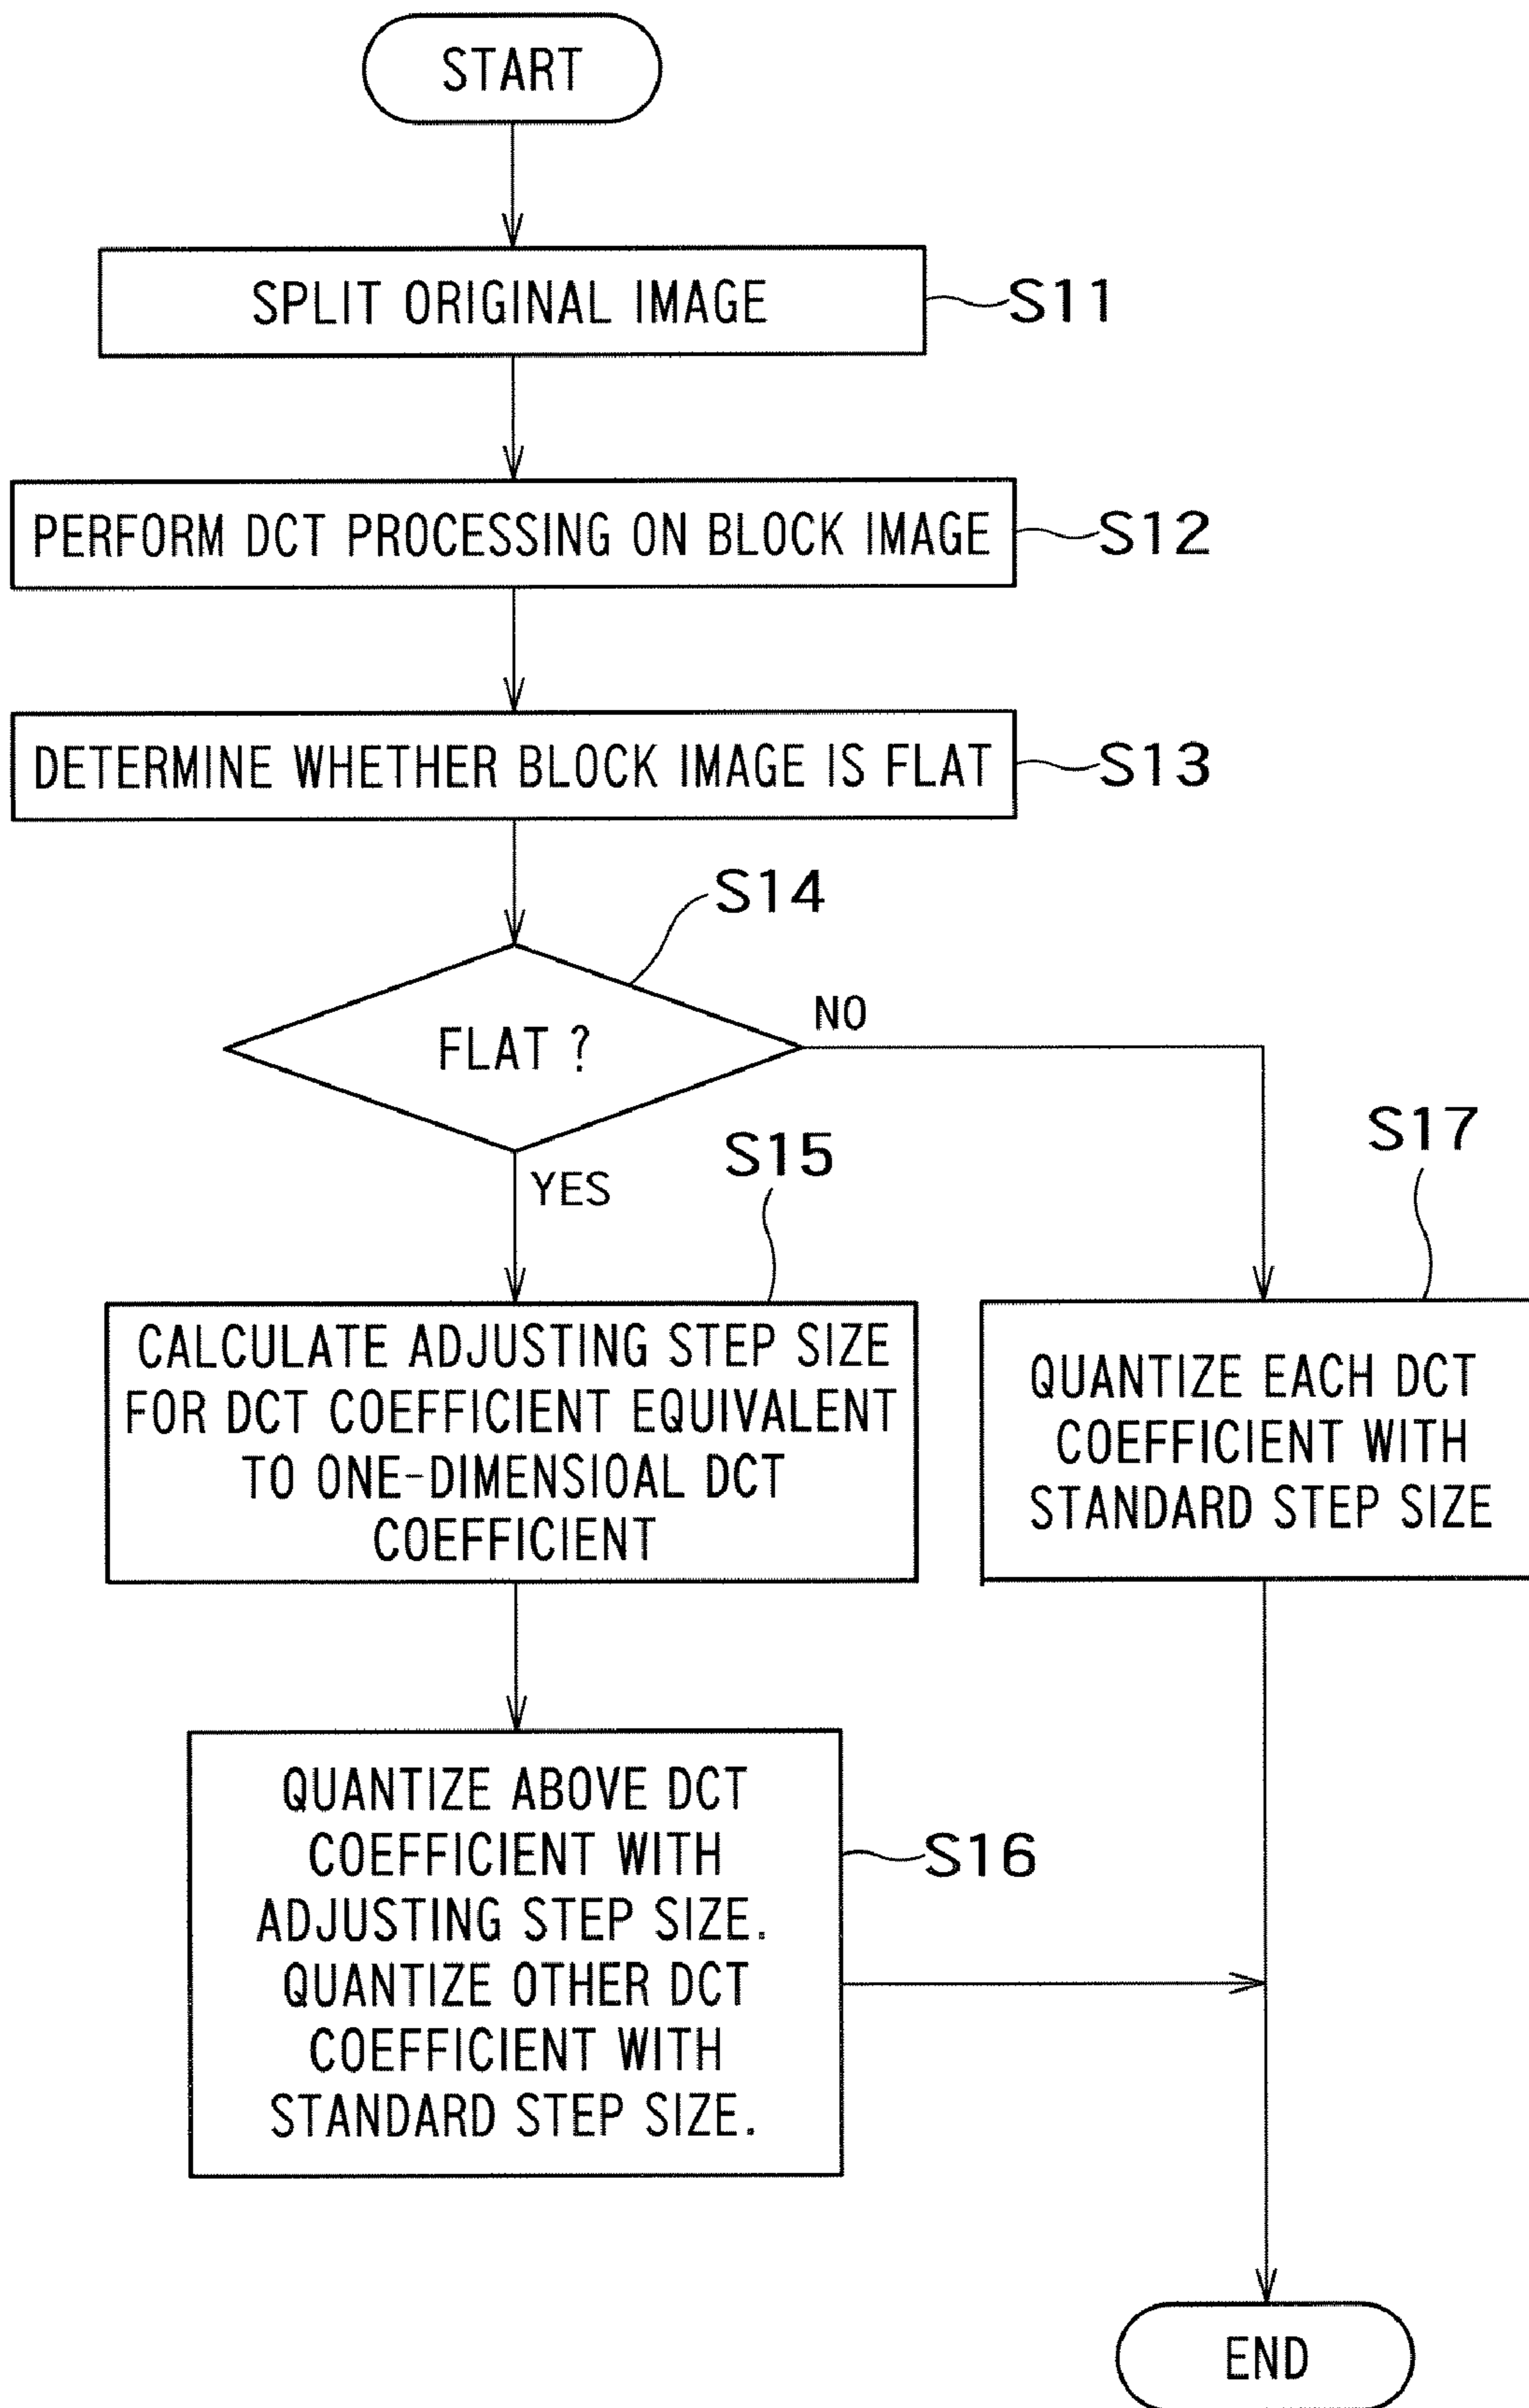 START
SPLIT ORIGINAL IMAGE
S11
PERFORM DCT PROCESSING ON BLOCK IMAGE
S12
DETERMINE WHETHER BLOCK IMAGE IS FLAT
S13
S14
FLAT ?
NO
YES
S15
CALCULATE ADJUSTING STEP SIZE
FOR DCT COEFFICIENT EQUIVALENT
TO ONE-DIMENSIOAL DCT
COEFFICIENT
S17
QUANTIZE EACH DCT
COEFFICIENT WITH
STANDARD STEP SIZE
QUANTIZE ABOVE DCT
COEFFICIENT WITH
ADJUSTING STEP SIZE.
QUANTIZE OTHER DCT
COEFFICIENT WITH
STANDARD STEP SIZE.
S16
END